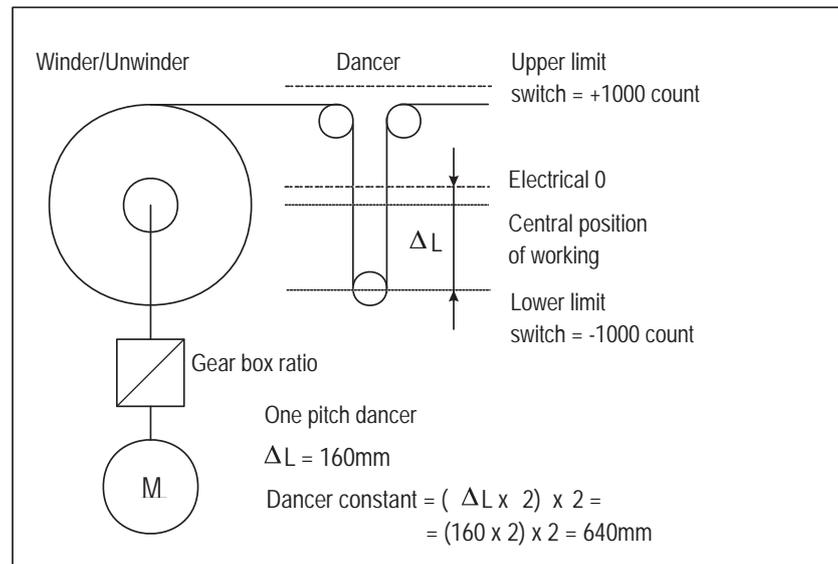 Winder/Unwinder
Dancer
Upper limit
switch = +1000 count
Electrical 0
ΔL
Central position
of working
Lower limit
switch = -1000 count
Gear box ratio
One pitch dancer
ΔL = 160mm
M
Dancer constant = ( ΔL x 2) x 2 =
= (160 x 2) x 2 = 640mm